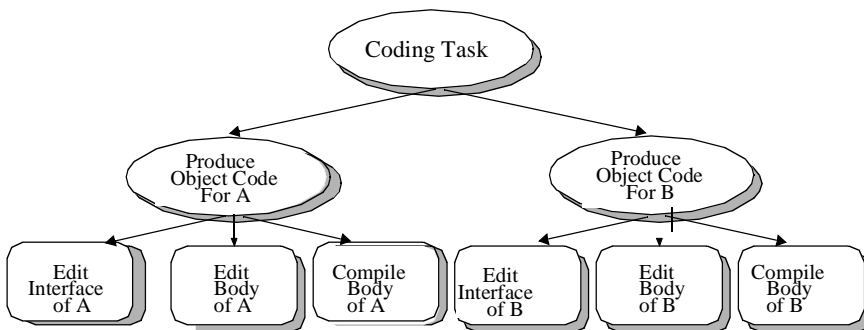 Coding Task
Produce
Object Code
For A
Produce
Object Code
For B
Edit
Interface
of A
Edit
Body
of A
Compile
Body
of A
Edit
Interface
of B
Edit
Body
of B
Compile
Body
of B